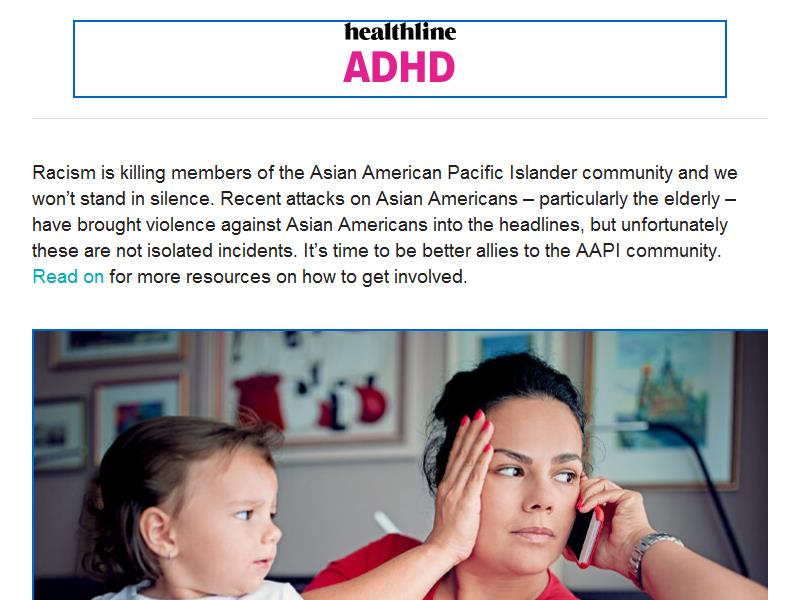 healthline
ADHD
Racism is killing members of the Asian American Pacific Islander community and we
won’t stand in silence. Recent attacks on Asian Americans – particularly the elderly –
have brought violence against Asian Americans into the headlines, but unfortunately
these are not isolated incidents. It’s time to be better allies to the AAPI community.
Read on for more resources on how to get involved.